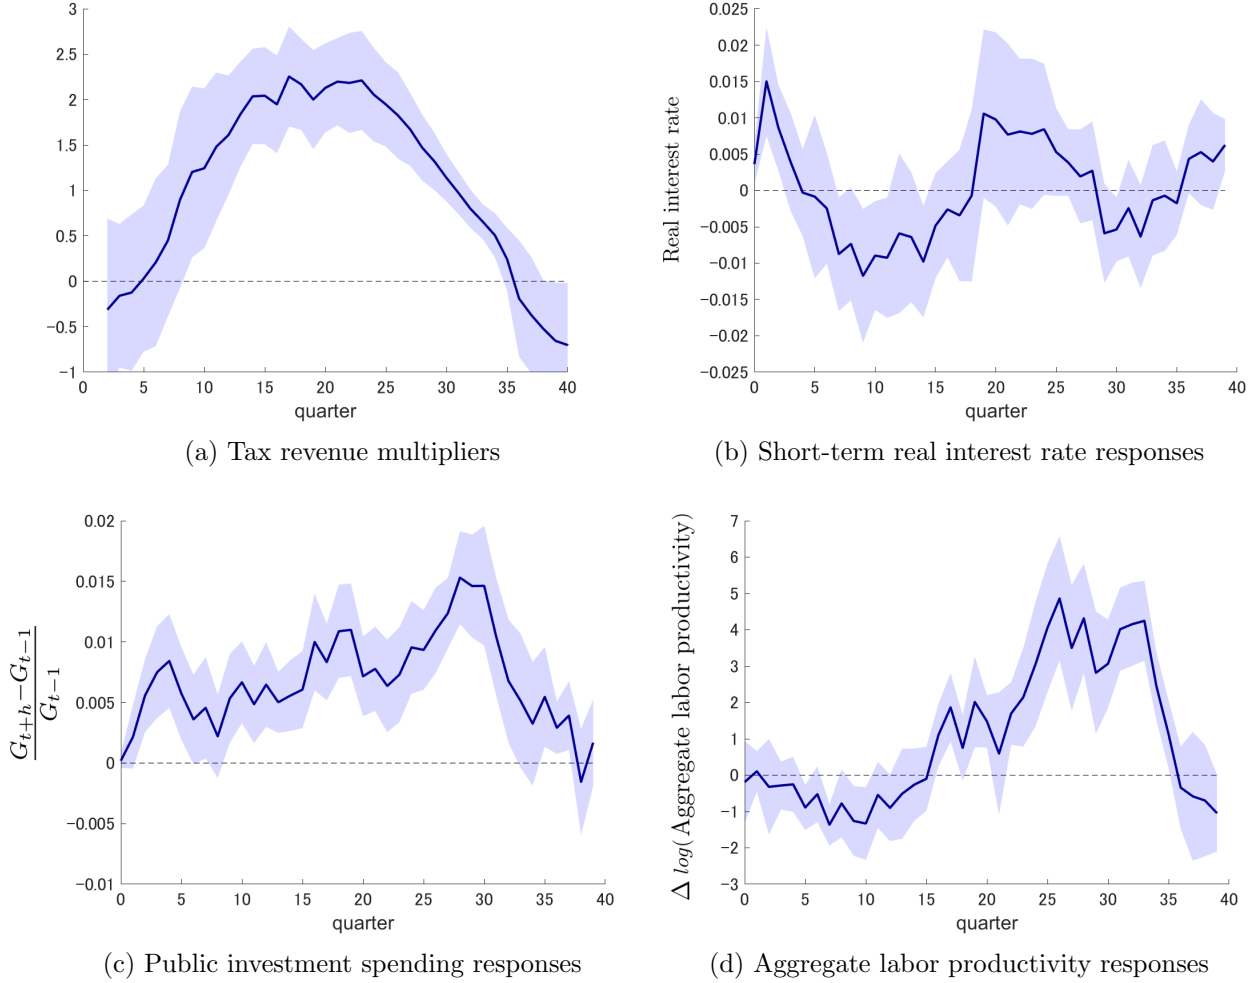 3
2.5
2
1.5
1
0.5
0
−0.5
−1
0 5 10 15 20 25 30 35 40
quarter
(a) Tax revenue multipliers
Real interest rate
0.025
0.02
0.015
0.01
0.005
0
−0.005
−0.01
−0.015
−0.02
−0.025
0 5 10 15 20 25 30 35 40
quarter
(b) Short-term real interest rate responses
G_{t+h}−G_{t−1}
G_{t−1}
0.02
0.015
0.01
0.005
0
−0.005
−0.01
0 5 10 15 20 25 30 35 40
quarter
(c) Public investment spending responses
Δ log(Aggregate labor productivity)
7
6
5
4
3
2
1
0
−1
−2
−3
0 5 10 15 20 25 30 35 40
quarter
(d) Aggregate labor productivity responses